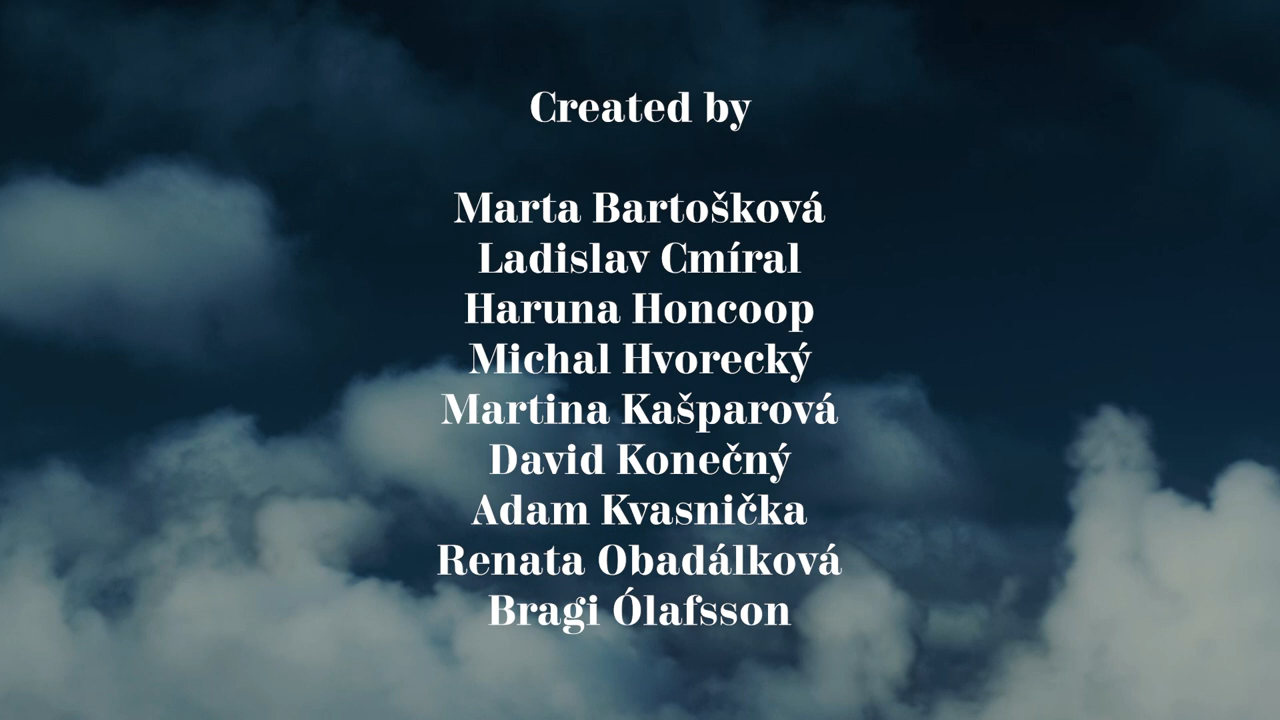 Created by
Marta Bartošková
Ladislav Cmíral
Haruna Honcoop
Michal Hvorecký
Martina Kašparová
David Konečný
Adam Kvasnička
Renata Obadálková
Bragi Ólafsson